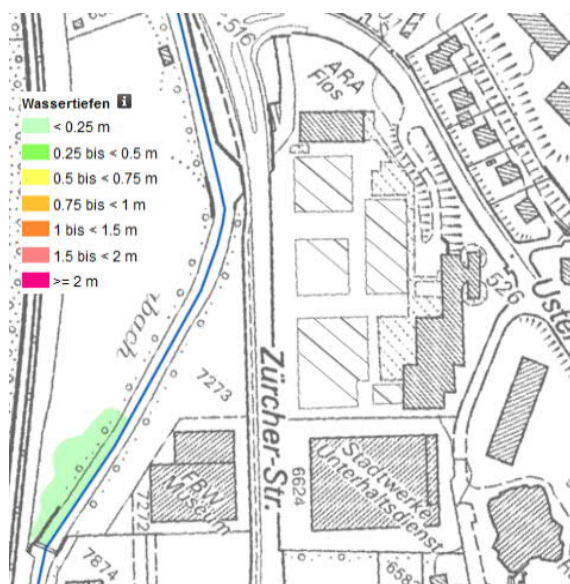 516
ARA
Flos
Wassertiefen i
< 0.25 m
0.25 bis < 0.5 m
0.5 bis < 0.75 m
0.75 bis < 1 m
1 bis < 1.5 m
1.5 bis < 2 m
>= 2 m
bach
526
Uster
7273
Zürcher-Str.
FBW
Museum
6624
Stadtwerke
Unterhaltsdienst
7272
7874